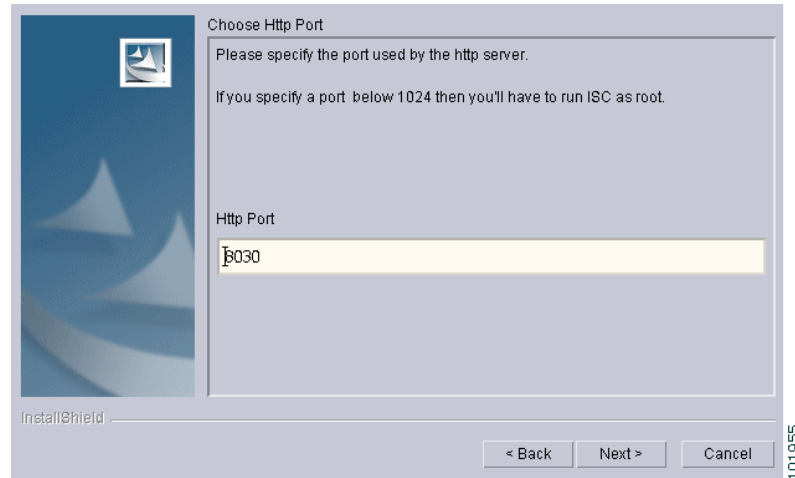 Choose Http Port
Please specify the port used by the http server.
If you specify a port below 1024 then you'll have to run ISC as root.
Http Port
8030
InstallShield
< Back
Next >
Cancel
101955